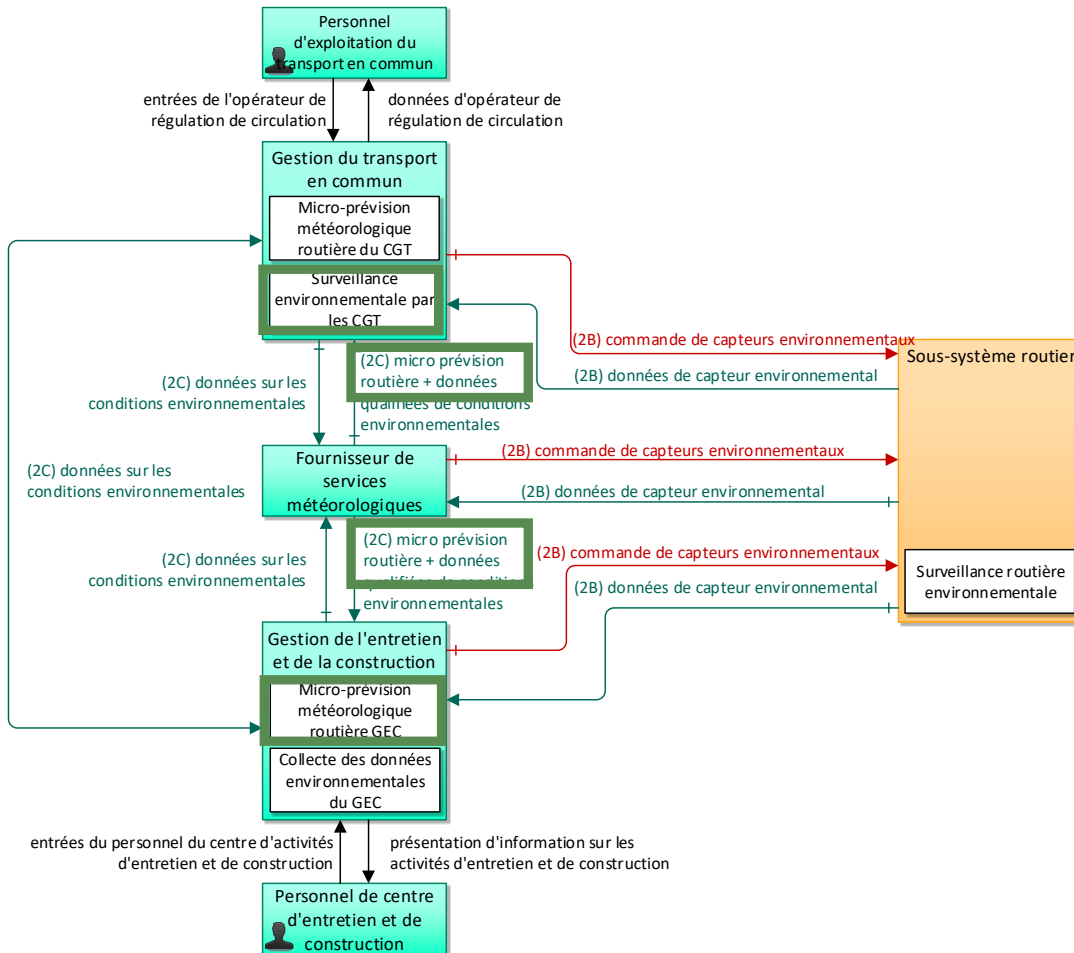 Personnel
d'exploitation du
transport en commun
entrées de l'opérateur de
régulation de circulation
données d'opérateur de
régulation de circulation
Gestion du transport
en commun
Micro-prévision
météorologique
routière du CGT
Surveillance
environnementale par
les CGT
(2B) commande de capteurs environnementaux
Sous-système routier
(2B) données de capteur environnemental
(2C) micro prévision
routière + données
qualifiées de conditions
environnementales
(2C) données sur les
conditions environnementales
(2C) données sur les
conditions environnementales
Fournisseur de
services
météorologiques
(2B) commande de capteurs environnementaux
(2B) données de capteur environnemental
(2C) micro prévision
routière + données
qualifiées de conditions
environnementales
(2C) données sur les
conditions environnementales
(2B) commande de capteurs environnementaux
(2B) données de capteur environnemental
Surveillance routière
environnementale
Gestion de l'entretien
et de la construction
Micro-prévision
météorologique
routière GEC
Collecte des données
environnementales
du GEC
entrées du personnel du centre d'activités
d'entretien et de construction
présentation d'information sur les
activités d'entretien et de construction
Personnel de centre
d'entretien et de
construction